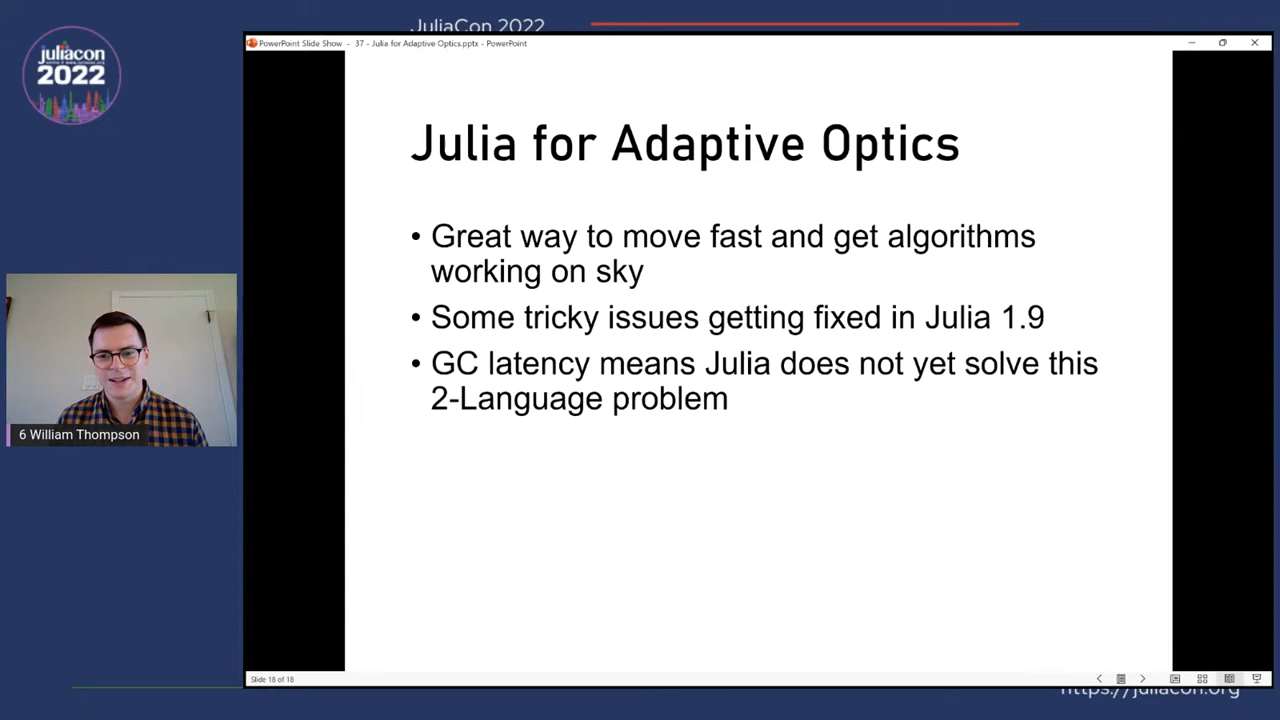 JuliaCon 2022
juliacon
2022
PowerPoint Slide Show - 37 - Julia for Adaptive Optics.pptx - PowerPoint
Julia for Adaptive Optics
• Great way to move fast and get algorithms
working on sky
• Some tricky issues getting fixed in Julia 1.9
• GC latency means Julia does not yet solve this
2-Language problem
6 William Thompson
Slide 18 of 18
https://juliacon.org